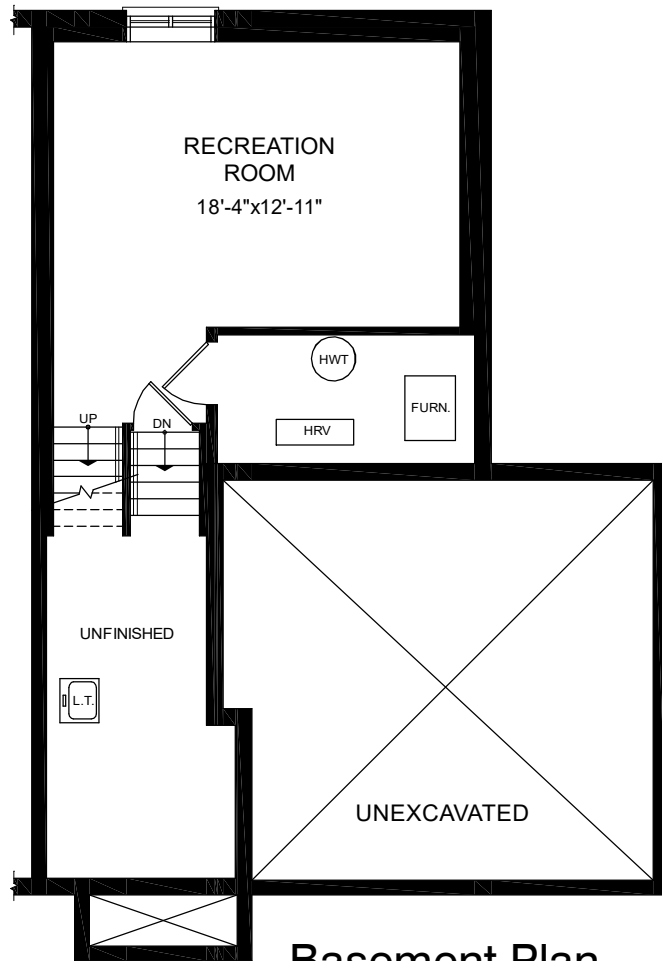 RECREATION
ROOM
18'-4"x12'-11"
HWT
FURN.
HRV
UP
DN
UNFINISHED
L.T.
UNEXCAVATED
Basement Plan